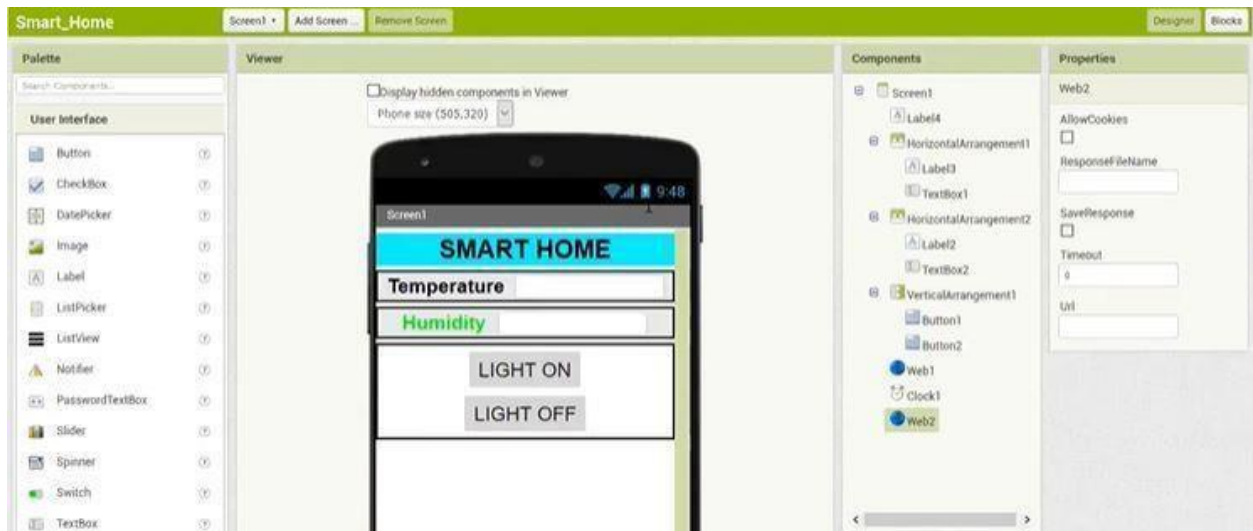 Smart_Home
Screen1
Add Screen ...
Remove Screen
Designer
Blocks
Palette
Search Components...
User Interface
Button
CheckBox
DatePicker
Image
Label
ListPicker
ListView
Notifier
PasswordTextBox
Slider
Spinner
Switch
TextBox
Viewer
Display hidden components in Viewer
Phone size (505,320)
9:48
Screen1
SMART HOME
Temperature
Humidity
LIGHT ON
LIGHT OFF
Components
Screen1
Label4
HorizontalArrangement1
Label3
TextBox1
HorizontalArrangement2
Label2
TextBox2
VerticalArrangement1
Button1
Button2
Web1
Clock1
Web2
Properties
Web2
AllowCookies
ResponseFileName
SaveResponse
Timeout
0
Url